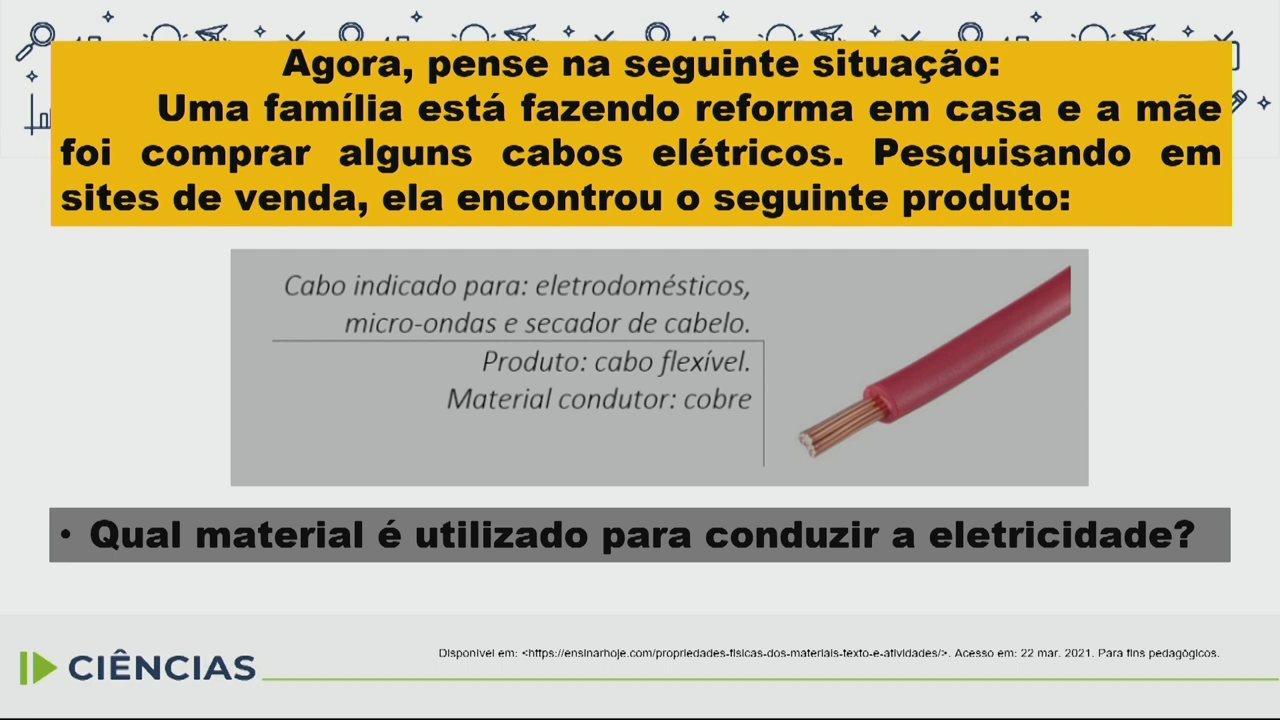 Agora, pense na seguinte situação:
Uma família está fazendo reforma em casa e a mãe
foi comprar alguns cabos elétricos. Pesquisando em
sites de venda, ela encontrou o seguinte produto:
Cabo indicado para: eletrodomésticos,
micro-ondas e secador de cabelo.
Produto: cabo flexível.
Material condutor: cobre
• Qual material é utilizado para conduzir a eletricidade?
CIÊNCIAS
Disponível em: <https://ensinarhoje.com/propriedades-fisicas-dos-materiais-texto-e-atividades/>. Acesso em: 22 mar. 2021. Para fins pedagógicos.